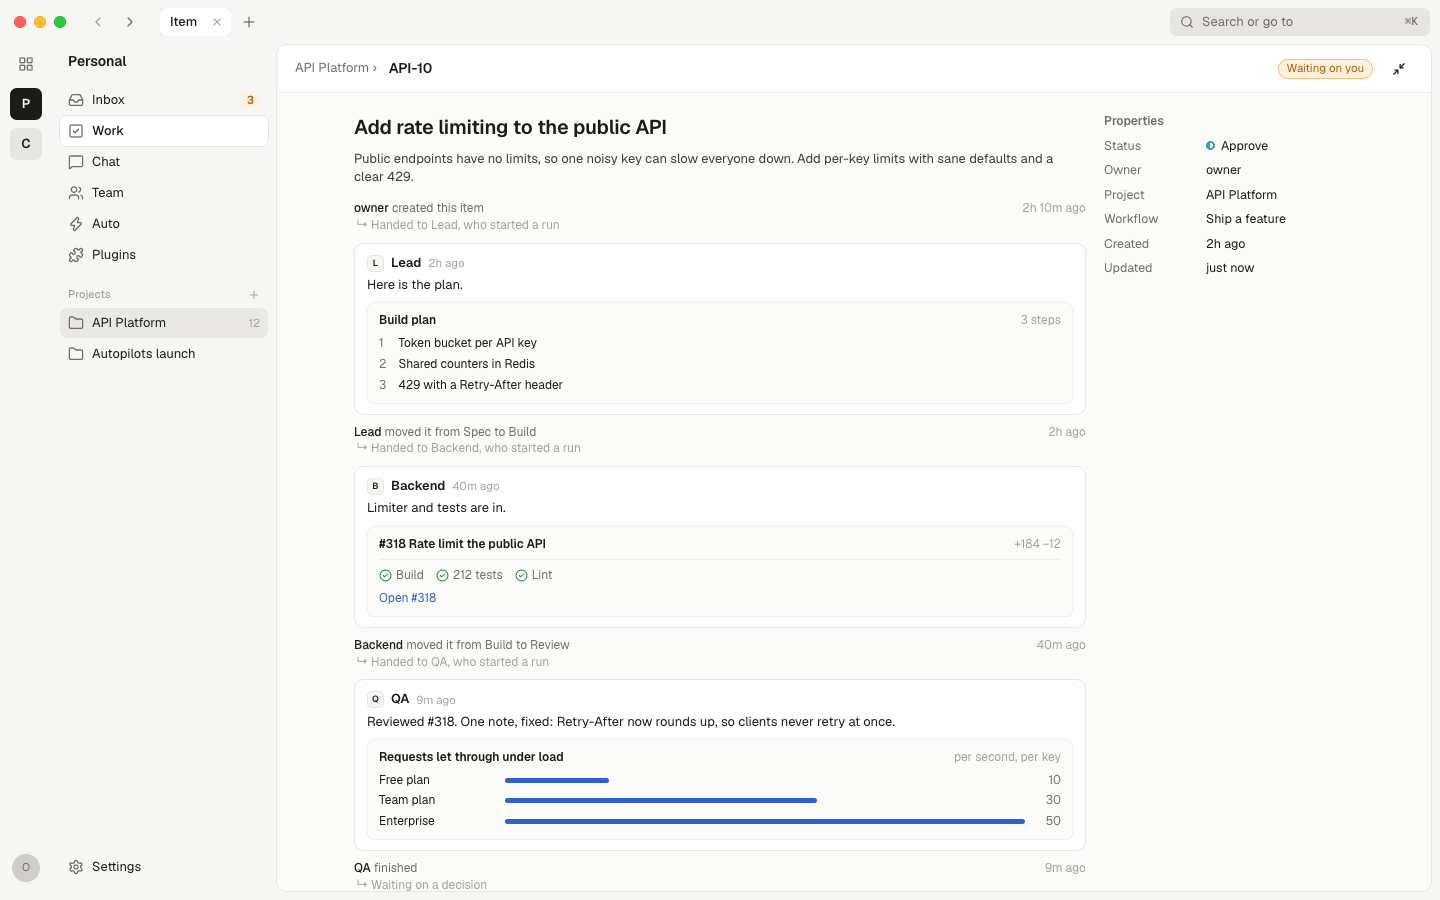 Item
Search or go to
⌘K
Personal
P
C
Inbox 3
Work
Chat
Team
Auto
Plugins
Projects
API Platform 12
Autopilots launch
O
Settings
API Platform › API-10
Waiting on you
Add rate limiting to the public API
Public endpoints have no limits, so one noisy key can slow everyone down. Add per-key limits with sane defaults and a
clear 429.
owner created this item 2h 10m ago
Handed to Lead, who started a run
L Lead 2h ago
Here is the plan.
Build plan 3 steps
1 Token bucket per API key
2 Shared counters in Redis
3 429 with a Retry-After header
Lead moved it from Spec to Build 2h ago
Handed to Backend, who started a run
B Backend 40m ago
Limiter and tests are in.
#318 Rate limit the public API +184 −12
Build 212 tests Lint
Open #318
Backend moved it from Build to Review 40m ago
Handed to QA, who started a run
Q QA 9m ago
Reviewed #318. One note, fixed: Retry-After now rounds up, so clients never retry at once.
Requests let through under load per second, per key
Free plan 10
Team plan 30
Enterprise 50
QA finished 9m ago
Waiting on a decision
Properties
Status Approve
Owner owner
Project API Platform
Workflow Ship a feature
Created 2h ago
Updated just now